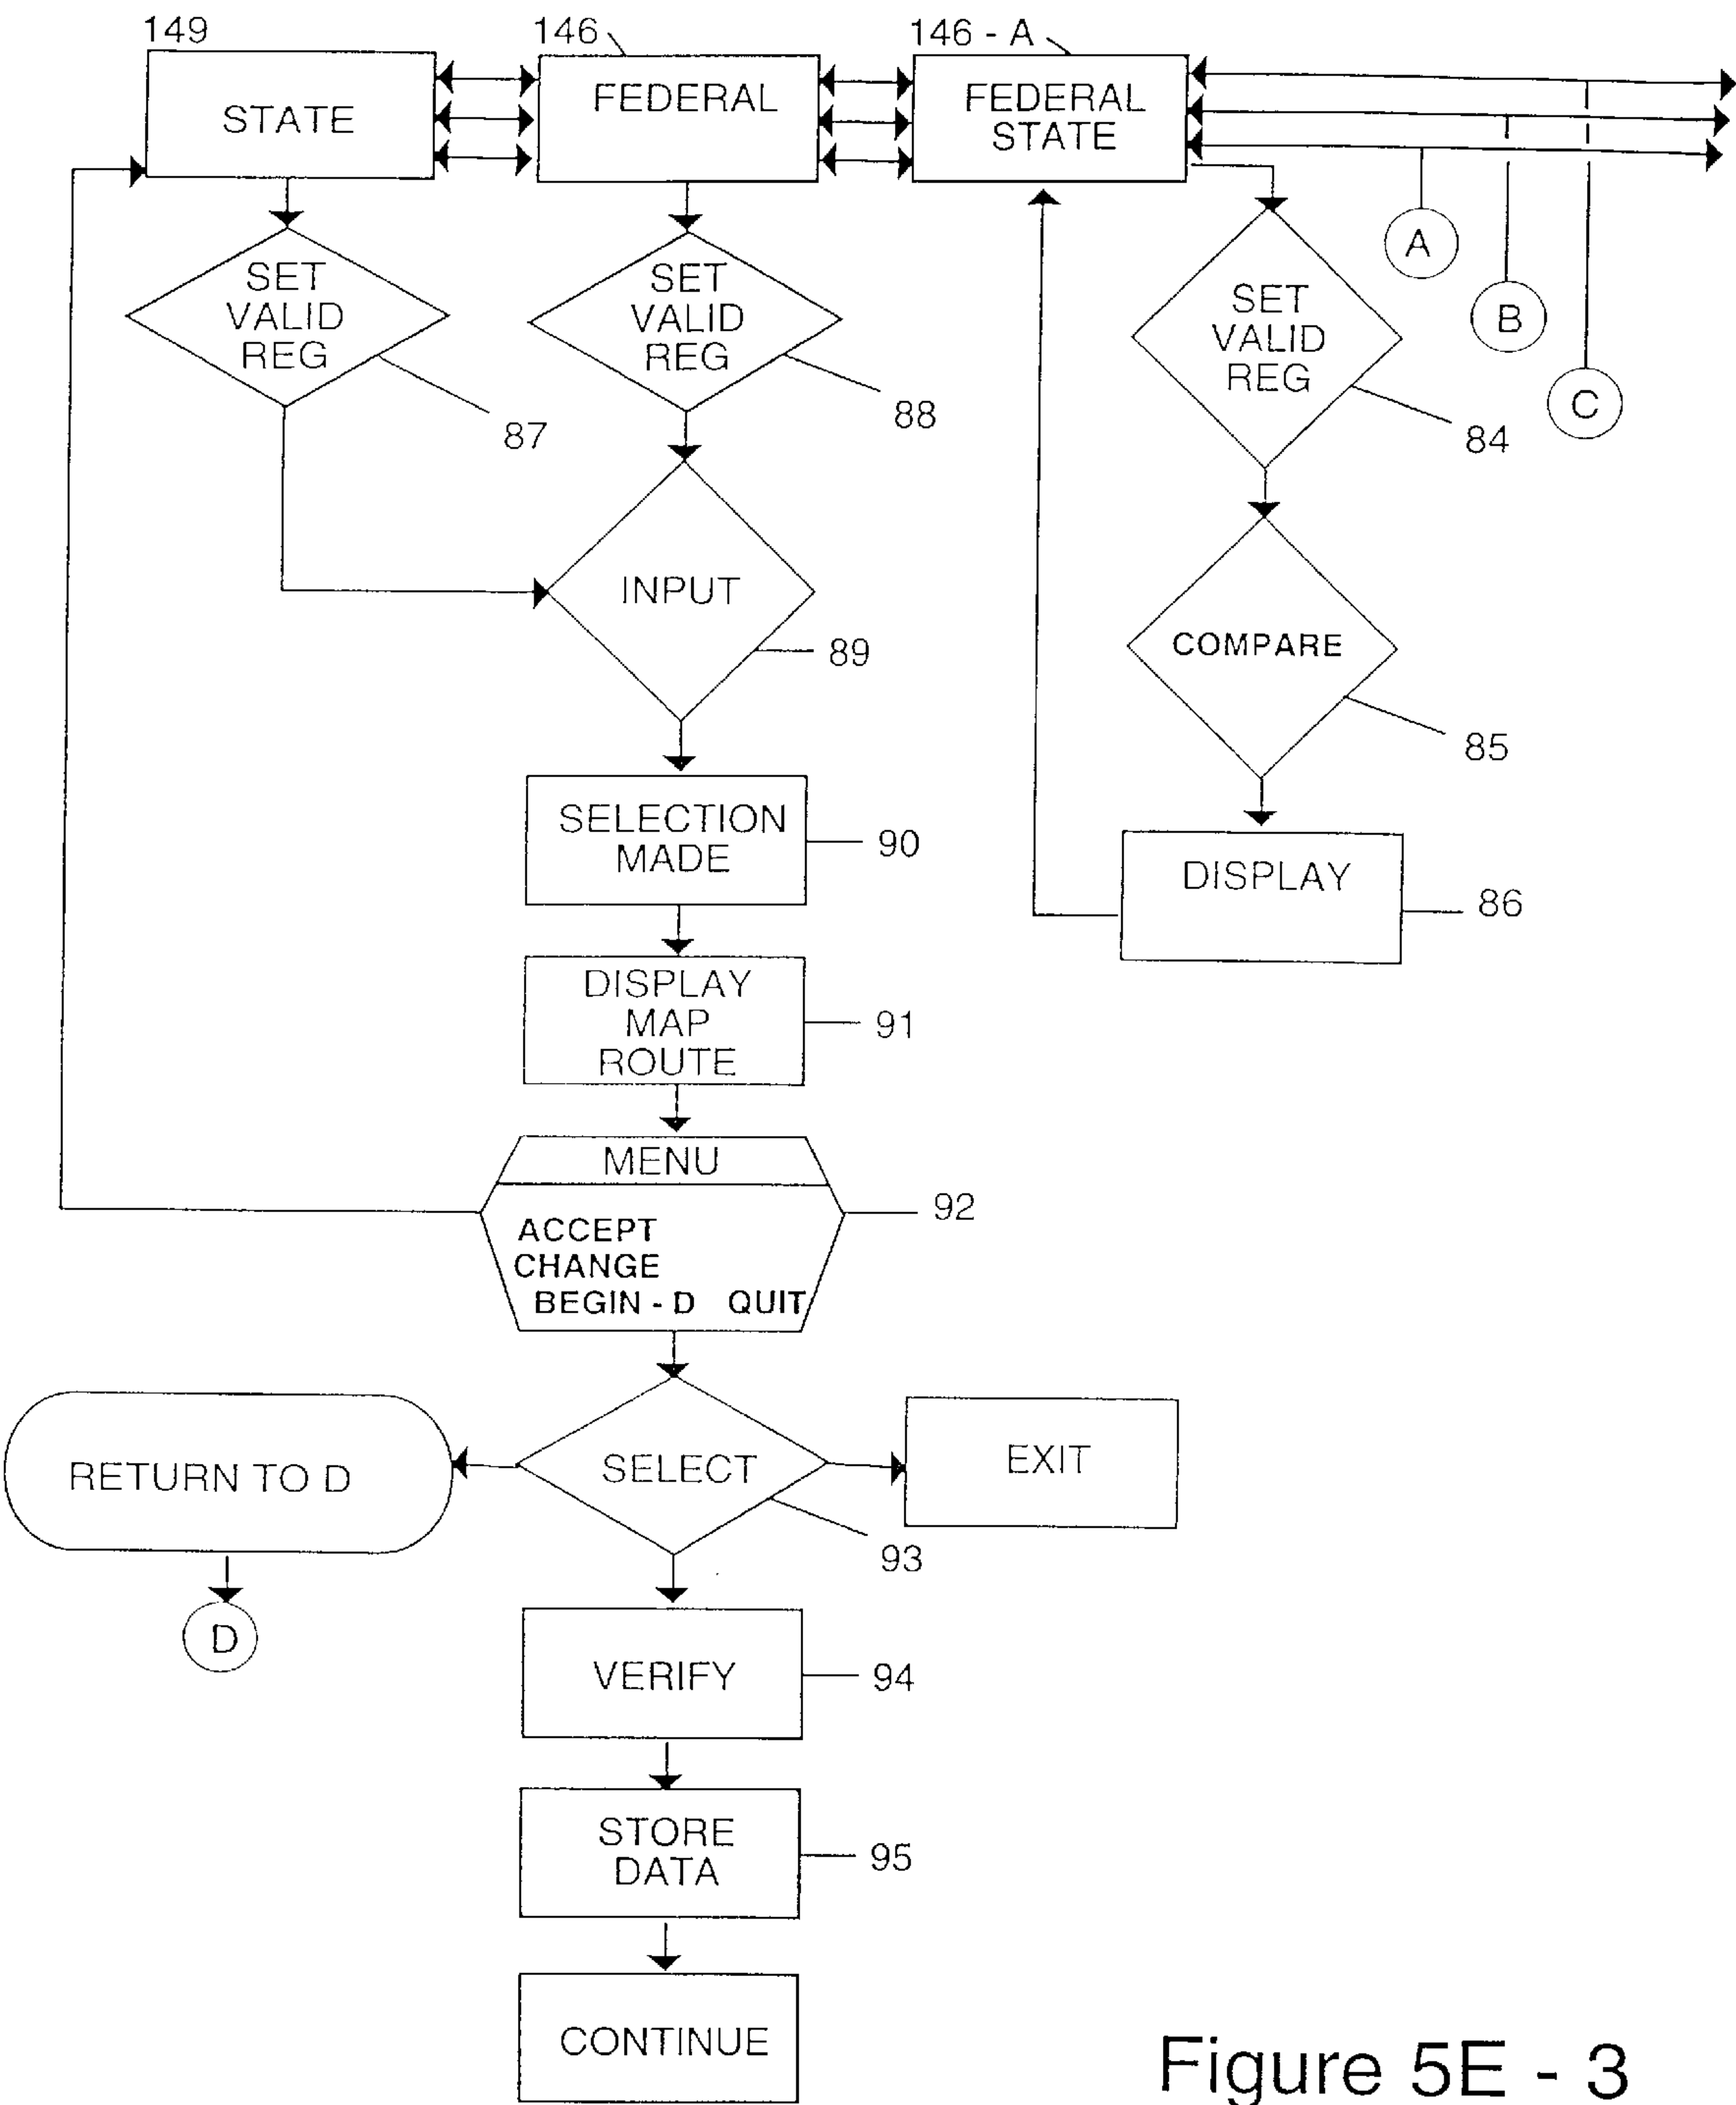 149
146
146 - A
STATE
FEDERAL
FEDERAL
STATE
A
B
C
SET
VALID
REG
87
SET
VALID
REG
88
SET
VALID
REG
84
INPUT
89
COMPARE
85
SELECTION
MADE
90
DISPLAY
86
DISPLAY
MAP
ROUTE
91
MENU
92
ACCEPT
CHANGE
BEGIN - D QUIT
RETURN TO D
SELECT
EXIT
93
D
VERIFY
94
STORE
DATA
95
CONTINUE
Figure 5E - 3